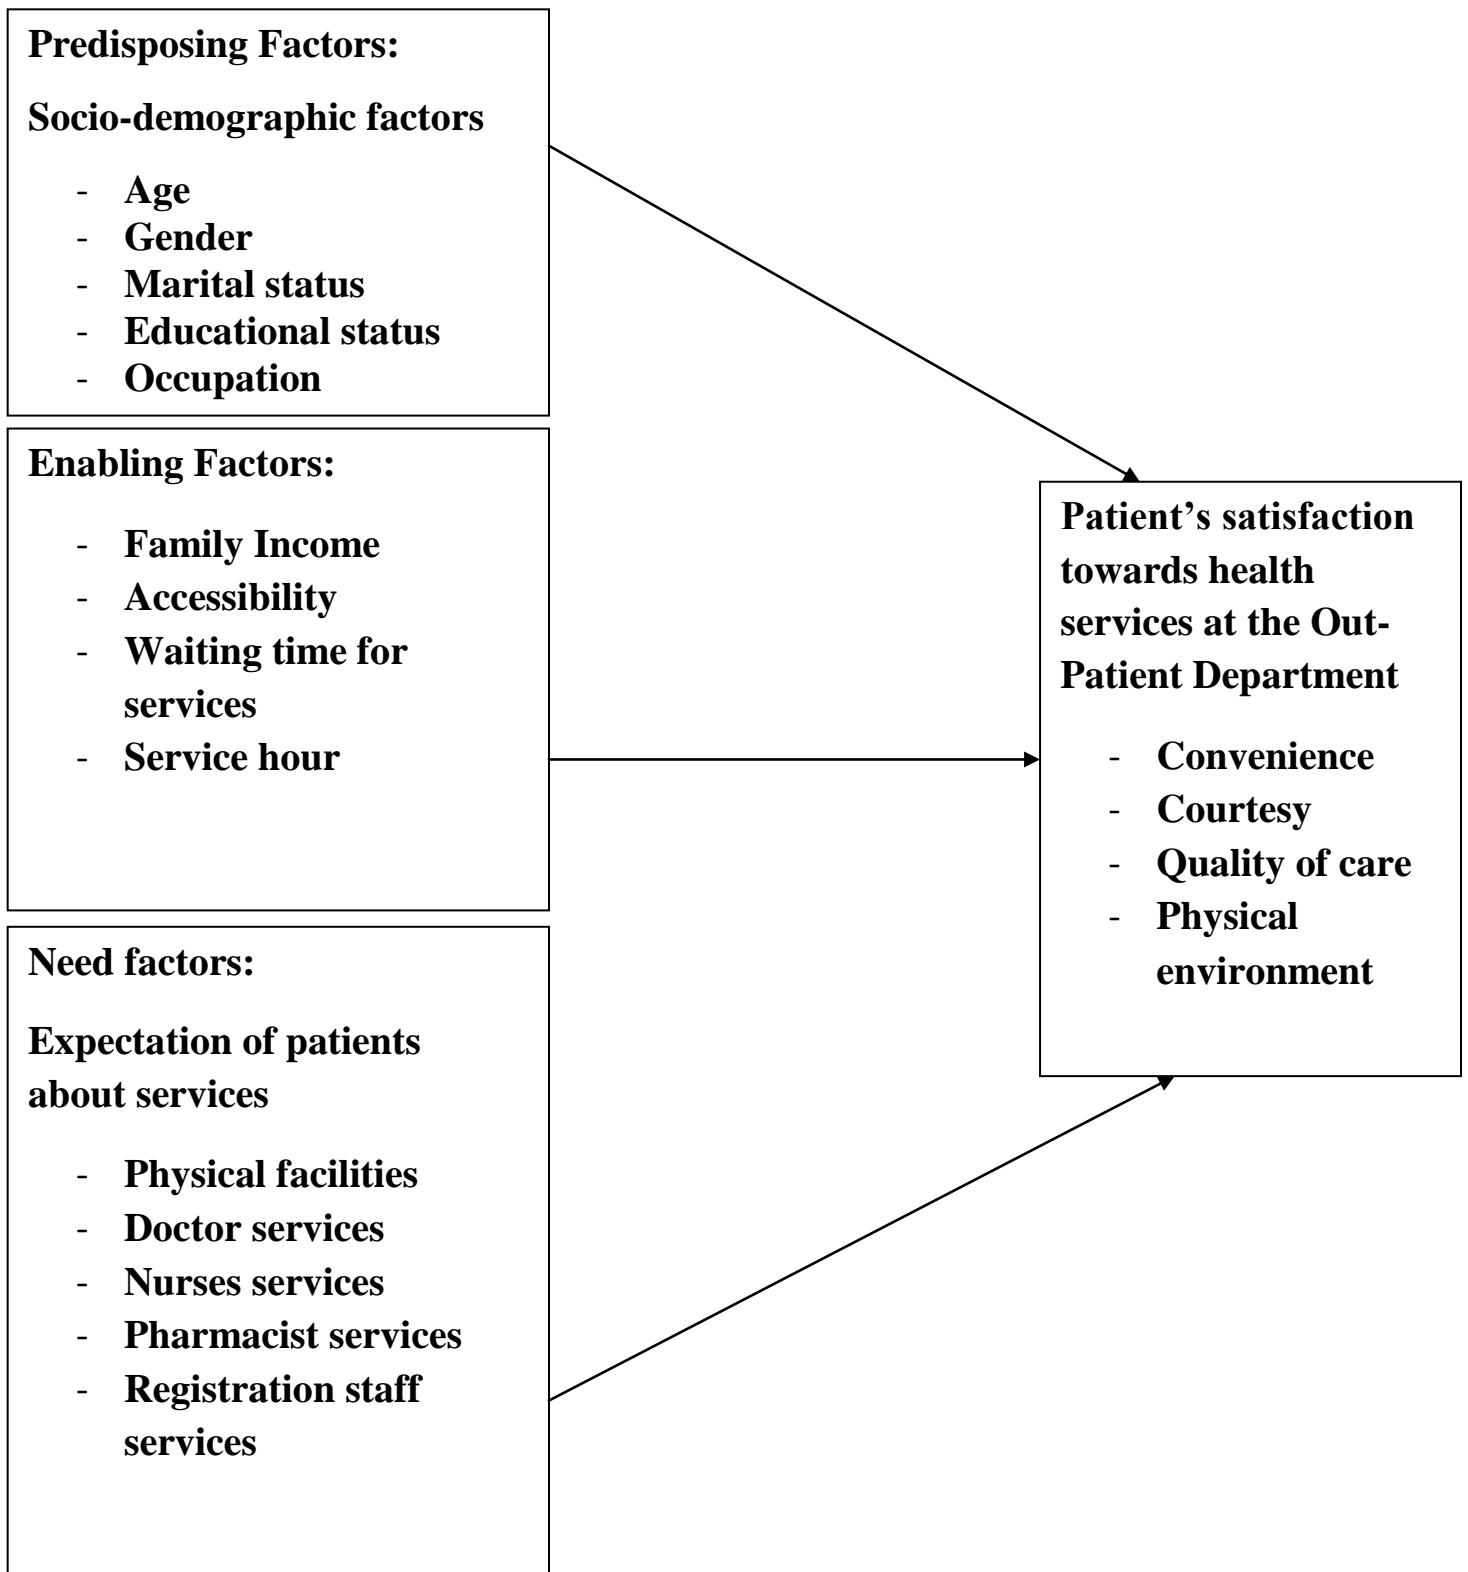 Predisposing Factors:
Socio-demographic factors
- Age
- Gender
- Marital status
- Educational status
- Occupation
Enabling Factors:
- Family Income
- Accessibility
- Waiting time for
services
- Service hour
Need factors:
Expectation of patients
about services
- Physical facilities
- Doctor services
- Nurses services
- Pharmacist services
- Registration staff
services
Patient’s satisfaction
towards health
services at the Out-
Patient Department
- Convenience
- Courtesy
- Quality of care
- Physical
environment